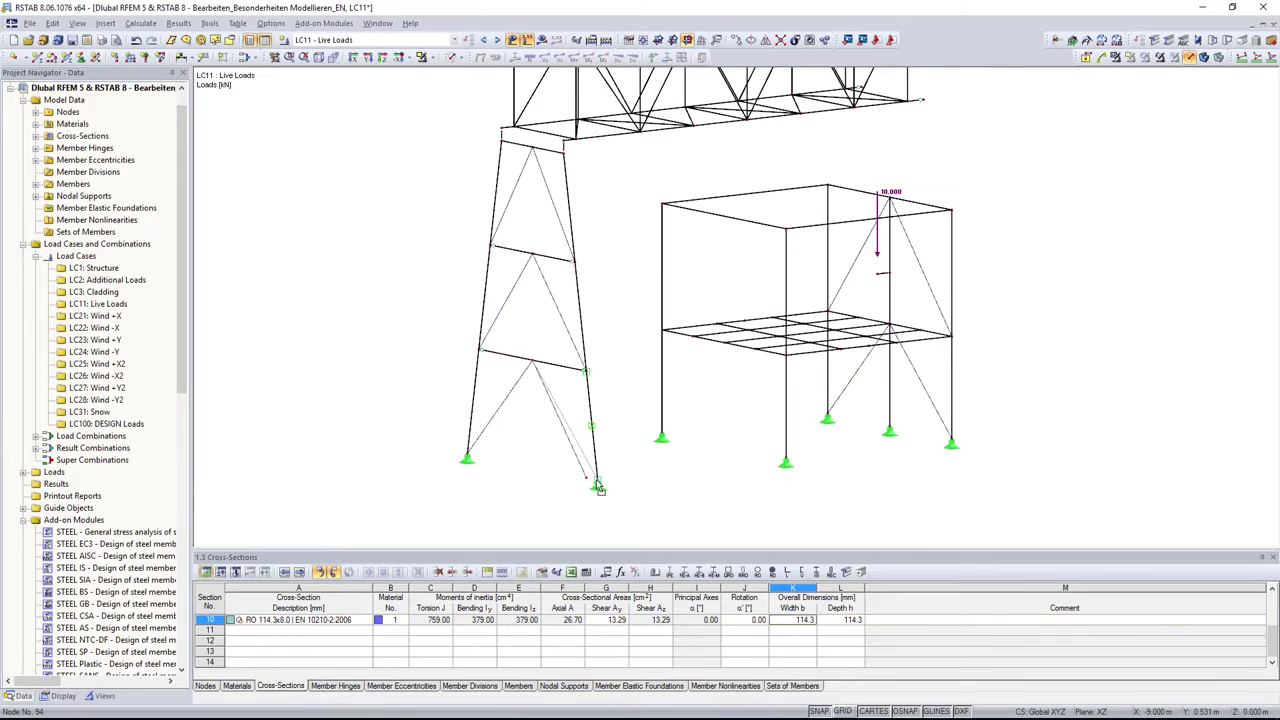 RSTAB 8.06.1076 x64 - [Dlubal RFEM 5 & RSTAB 8 - Bearbeiten_Besonderheiten Modellieren_EN, LC11*]
File Edit View Insert Calculate Results Tools Table Options Add-on Modules Window Help
LC11 - Live Loads
Project Navigator - Data
Dlubal RFEM 5 & RSTAB 8 - Bearbeiten
Model Data
Nodes
Materials
Cross-Sections
Member Hinges
Member Eccentricities
Member Divisions
Members
Nodal Supports
Member Elastic Foundations
Member Nonlinearities
Sets of Members
Load Cases and Combinations
Load Cases
LC1: Structure
LC2: Additional Loads
LC3: Cladding
LC11: Live Loads
LC21: Wind +X
LC22: Wind -X
LC23: Wind +Y
LC24: Wind -Y
LC25: Wind +X2
LC26: Wind -X2
LC27: Wind +Y2
LC28: Wind -Y2
LC31: Snow
LC100: DESIGN Loads
Load Combinations
Result Combinations
Super Combinations
Loads
Results
Printout Reports
Guide Objects
Add-on Modules
STEEL - General stress analysis of s
STEEL EC3 - Design of steel memb
STEEL AISC - Design of steel mem
STEEL IS - Design of steel membe
STEEL SIA - Design of steel memb
STEEL BS - Design of steel membe
STEEL GB - Design of steel membe
STEEL CSA - Design of steel memb
STEEL AS - Design of steel membe
STEEL NTC-DF - Design of steel m
STEEL SP - Design of steel membe
STEEL Plastic - Design of steel me
Data Display Views
LC11 : Live Loads
Loads [kN]
10.000
1.3 Cross-Sections
A B C D E F G H I J K L M
Section No. Cross-Section Description [mm] Material No. Moments of inertia [cm⁴] Torsion J Bending Iy Bending Iz Cross-Sectional Areas [cm²] Axial A Shear Ay Shear Az Principal Axes α [°] Rotation α' [°] Overall Dimensions [mm] Width b Depth h Comment
10 RO 114.3x8.0 | EN 10210-2:2006 1 759.00 379.00 379.00 26.70 13.29 13.29 0.00 0.00 114.3 114.3
11
12
13
14
Nodes Materials Cross-Sections Member Hinges Member Eccentricities Member Divisions Members Nodal Supports Member Elastic Foundations Member Nonlinearities Sets of Members
Node No. 94 SNAP GRID CARTES OSNAP GLINES DXF CS: Global XYZ Plane: XZ X: -9.000 m Y: 0.531 m Z: 0.000 m